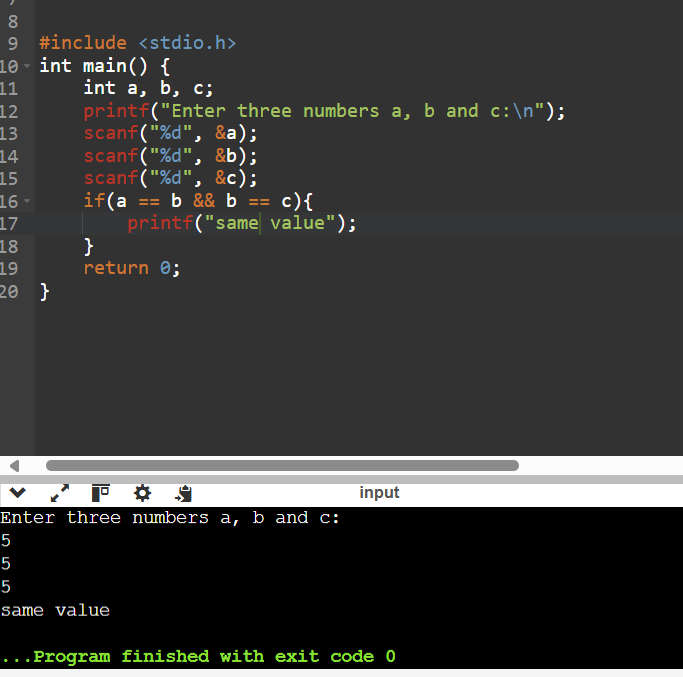 8
9 #include <stdio.h>
10 int main() {
11     int a, b, c;
12     printf("Enter three numbers a, b and c:\n");
13     scanf("%d", &a);
14     scanf("%d", &b);
15     scanf("%d", &c);
16     if(a == b && b == c){
17         printf("same value");
18     }
19     return 0;
20 }
input
Enter three numbers a, b and c:
5
5
5
same value
...Program finished with exit code 0